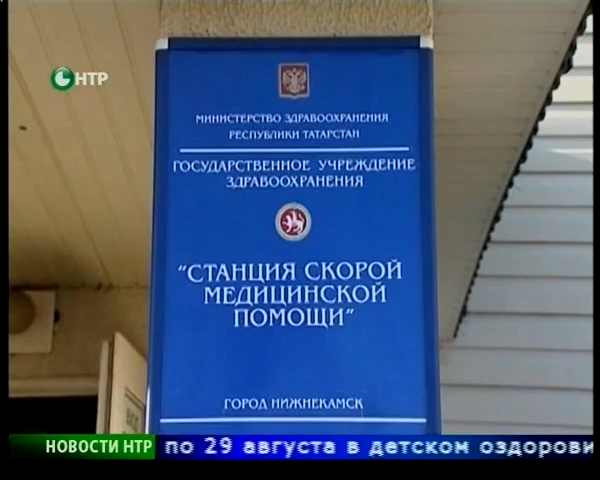 НТР
МИНИСТЕРСТВО ЗДРАВООХРАНЕНИЯ
РЕСПУБЛИКИ ТАТАРСТАН
ГОСУДАРСТВЕННОЕ УЧРЕЖДЕНИЕ
ЗДРАВООХРАНЕНИЯ
"СТАНЦИЯ СКОРОЙ
МЕДИЦИНСКОЙ
ПОМОЩИ"
ГОРОД НИЖНЕКАМСК
НОВОСТИ НТР по 29 августа в детском оздорови